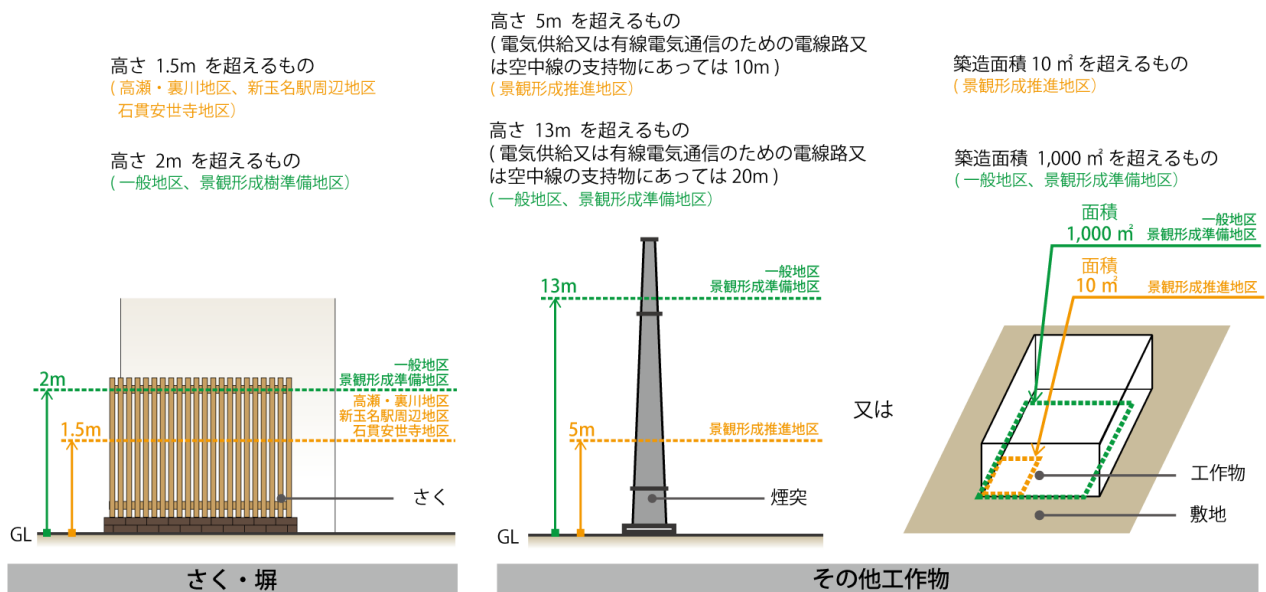 高さ 1.5m を超えるもの
( 高瀬・裏川地区、新玉名駅周辺地区
石貫安世寺地区)
高さ 2m を超えるもの
( 一般地区、景観形成樹準備地区)
2m
1.5m
一般地区
景観形成準備地区
高瀬・裏川地区
新玉名駅周辺地区
石貫安世寺地区
さく
GL
さく・塀
高さ 5m を超えるもの
( 電気供給又は有線電気通信のための電線路又
は空中線の支持物にあっては 10m )
( 景観形成推進地区)
高さ 13m を超えるもの
( 電気供給又は有線電気通信のための電線路又
は空中線の支持物にあっては 20m )
( 一般地区、景観形成準備地区)
13m
一般地区
景観形成準備地区
5m
景観形成推進地区
煙突
GL
又は
築造面積 10 ㎡を超えるもの
( 景観形成推進地区)
築造面積 1,000 ㎡を超えるもの
( 一般地区、景観形成準備地区)
面積
1,000 ㎡
一般地区
景観形成準備地区
面積
10 ㎡
景観形成推進地区
工作物
敷地
その他工作物